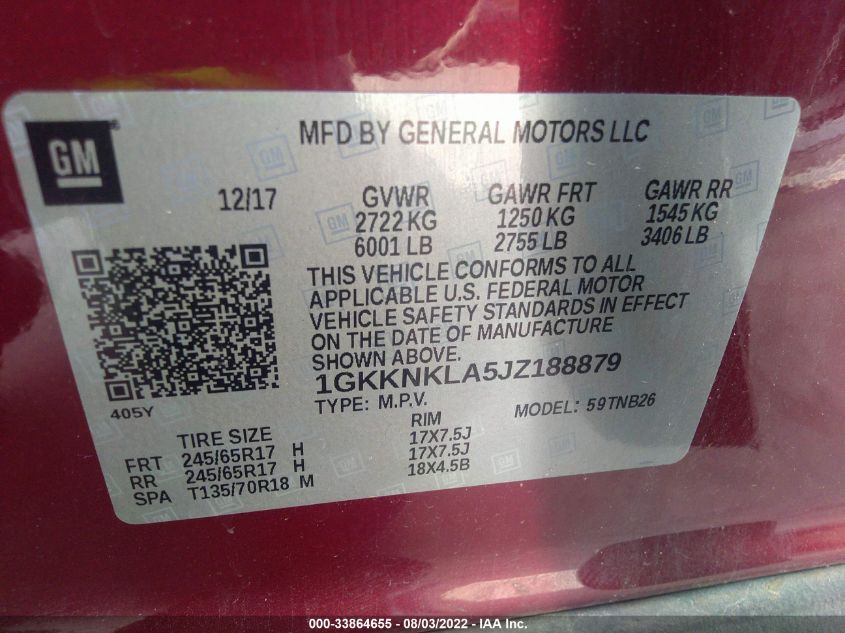 GM
MFD BY GENERAL MOTORS LLC
12/17 GVWR GAWR FRT GAWR RR
2722 KG 1250 KG 1545 KG
6001 LB 2755 LB 3406 LB
THIS VEHICLE CONFORMS TO ALL
APPLICABLE U.S. FEDERAL MOTOR
VEHICLE SAFETY STANDARDS IN EFFECT
ON THE DATE OF MANUFACTURE
SHOWN ABOVE.
1GKKNKLA5JZ188879
405Y
TYPE: M.P.V. MODEL: 59TNB26
TIRE SIZE RIM
FRT 245/65R17 H 17X7.5J
RR 245/65R17 H 17X7.5J
SPA T135/70R18 M 18X4.5B
000-33864655 - 08/03/2022 - IAA Inc.